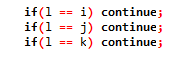 if(l == i) continue;
if(l == j) continue;
if(l == k) continue;